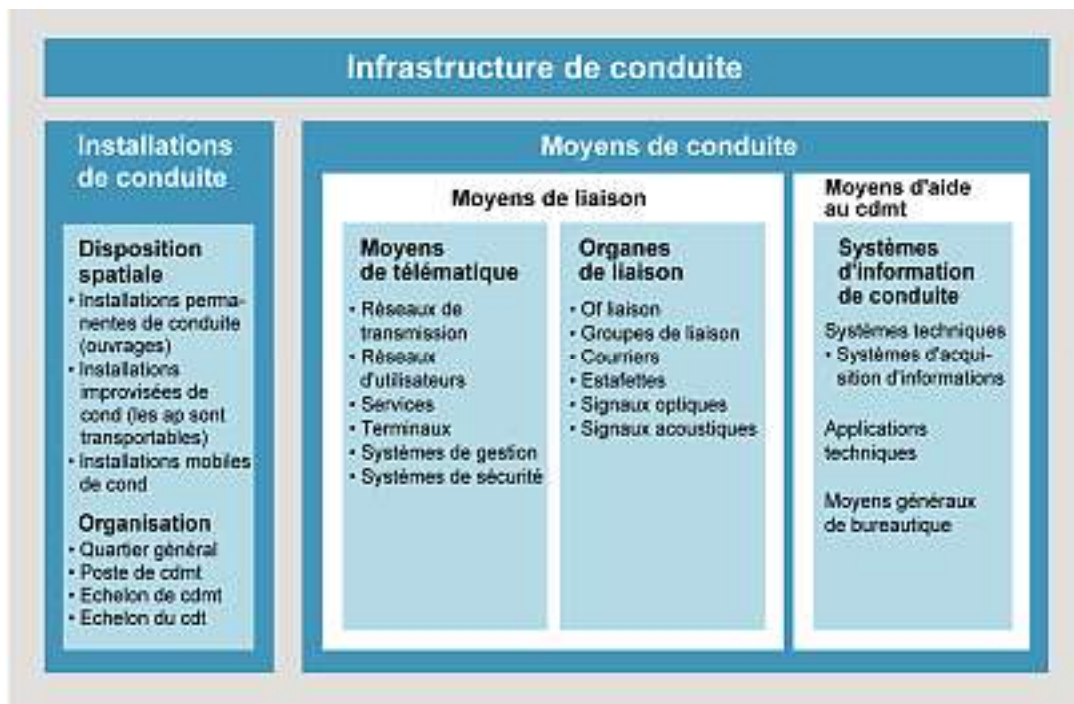 Infrastructure de conduite
Installations
de conduite
Disposition
spatiale
• Installations perma-
nentes de conduite
(ouvrages)
• Installations
improvisées de
cond (les ap sont
transportables)
• Installations mobiles
de cond
Organisation
• Quartier général
• Poste de cdmt
• Echelon de cdmt
• Echelon du cdt
Moyens de conduite
Moyens de liaison
Moyens
de télématique
• Réseaux de
transmission
• Réseaux
d'utilisateurs
• Services
• Terminaux
• Systèmes de gestion
• Systèmes de sécurité
Organes
de liaison
• Of liaison
• Groupes de liaison
• Courriers
• Estafettes
• Signaux optiques
• Signaux acoustiques
Moyens d'aide
au cdmt
Systèmes
d'information
de conduite
Systèmes techniques
• Systèmes d'acqui-
sition d'informations
Applications
techniques
Moyens généraux
de bureautique